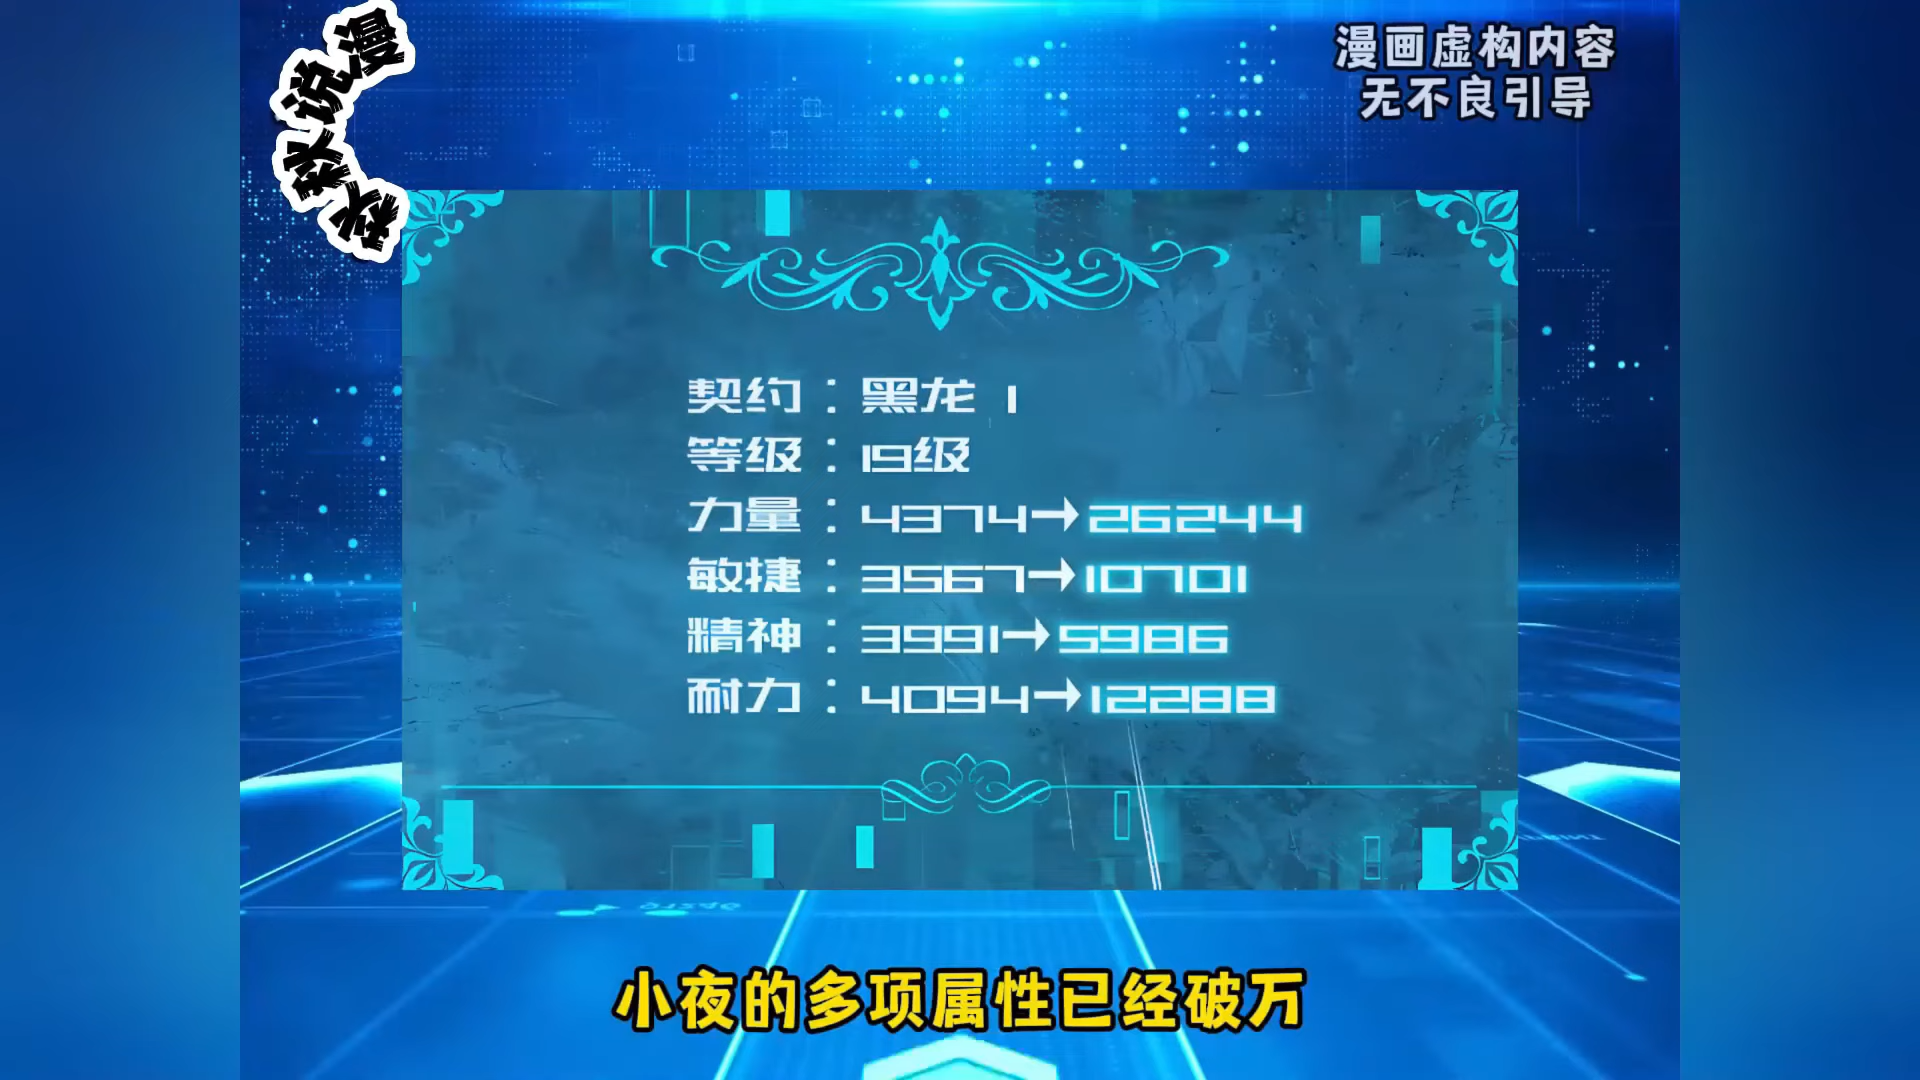 秋秋说漫
漫画虚构内容
无不良引导
契约：黑龙 1
等级：19级
力量：4374→26244
敏捷：3567→10701
精神：3991→5986
耐力：4094→12288
小夜的多项属性已经破万